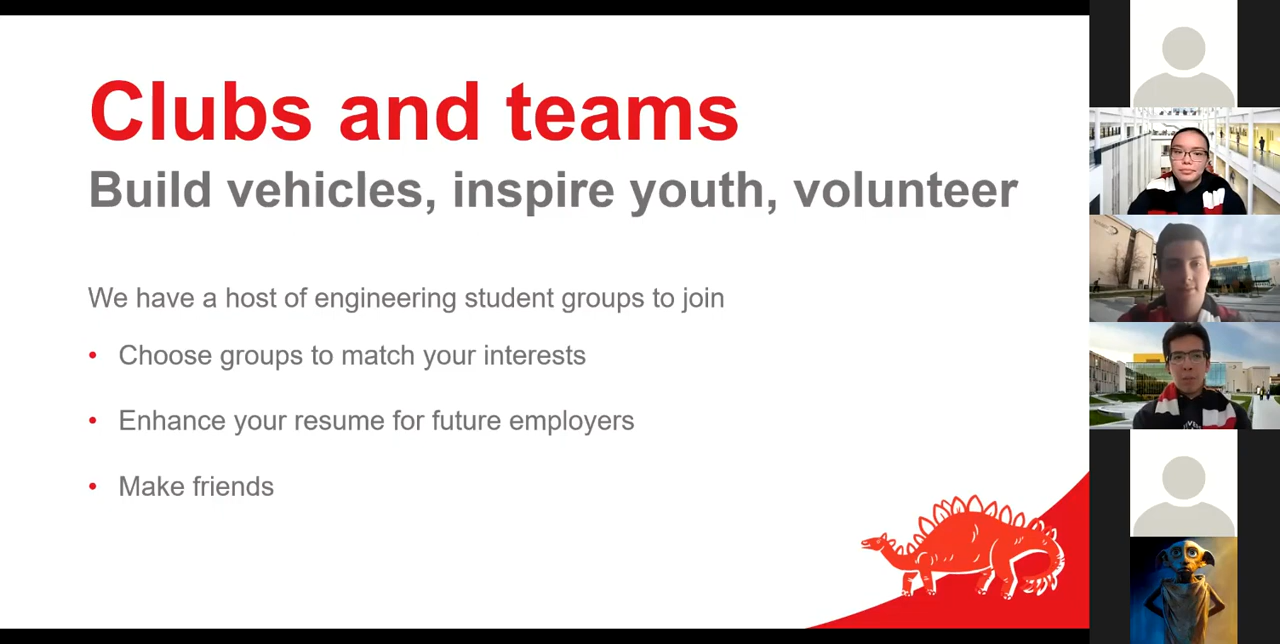 Clubs and teams
Build vehicles, inspire youth, volunteer
We have a host of engineering student groups to join
• Choose groups to match your interests
• Enhance your resume for future employers
• Make friends